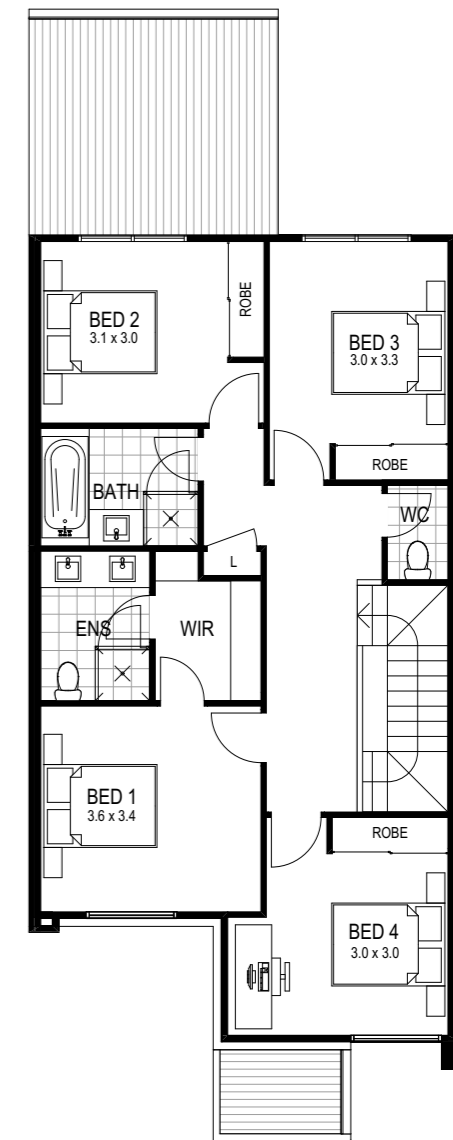 BED 2
3.1 x 3.0
ROBE
BED 3
3.0 x 3.3
ROBE
BATH
WC
L
ENS
WIR
BED 1
3.6 x 3.4
ROBE
BED 4
3.0 x 3.0